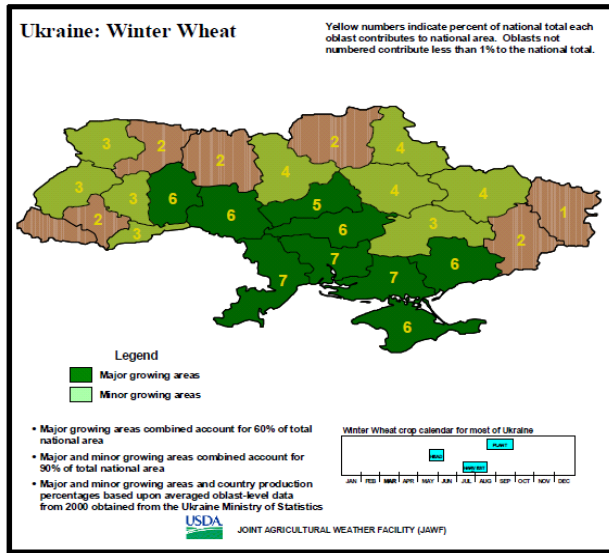 Ukraine: Winter Wheat
Yellow numbers indicate percent of national total each
oblast contributes to national area. Oblasts not
numbered contribute less than 1% to the national total.
2
4
3
2
2
4
4
4
3
3
6
5
1
2
6
6
3
2
3
7
6
7
7
6
Legend
Major growing areas
Minor growing areas
• Major growing areas combined account for 60% of total
national area
• Major and minor growing areas combined account for
90% of total national area
• Major and minor growing areas and country production
percentages based upon averaged oblast-level data
from 2000 obtained from the Ukraine Ministry of Statistics
Winter Wheat crop calendar for most of Ukraine
PLANT
HEAD
HARVEST
JAN FEB MAR APR MAY JUN JUL AUG SEP OCT NOV DEC
USDA JOINT AGRICULTURAL WEATHER FACILITY (JAWF)